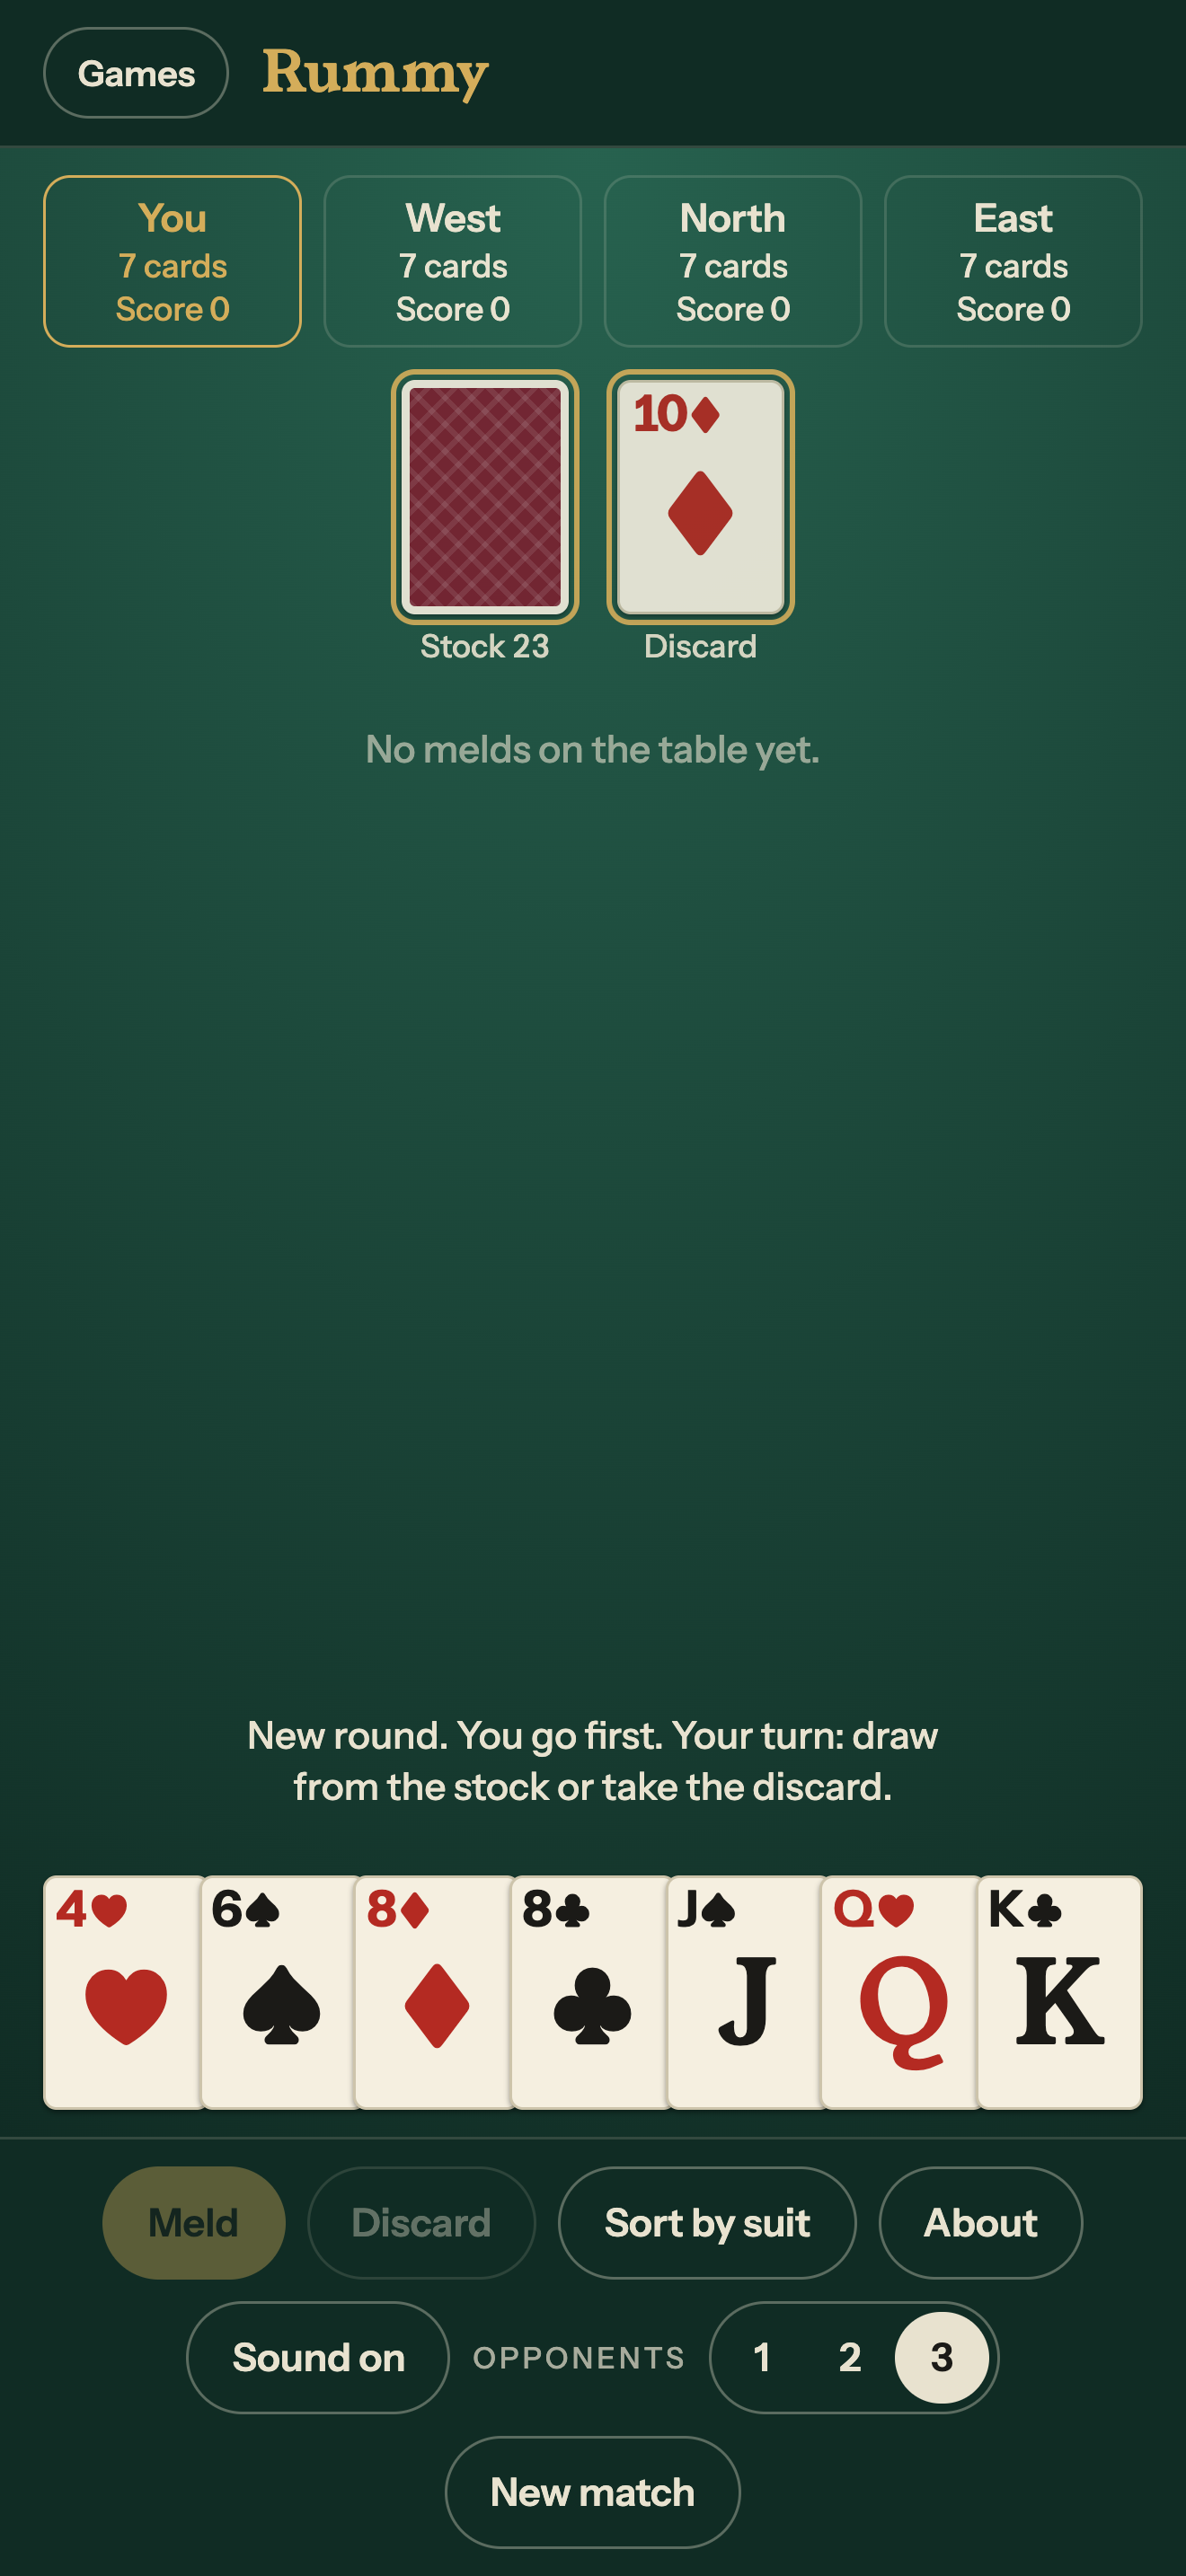 Games Rummy
You West North East
7 cards 7 cards 7 cards 7 cards
Score 0 Score 0 Score 0 Score 0
10♦
Stock 23 Discard
No melds on the table yet.
New round. You go first. Your turn: draw
from the stock or take the discard.
4♥ 6♠ 8♦ 8♣ J♠ Q♥ K♣
J Q K
Meld Discard Sort by suit About
Sound on OPPONENTS 1 2 3
New match